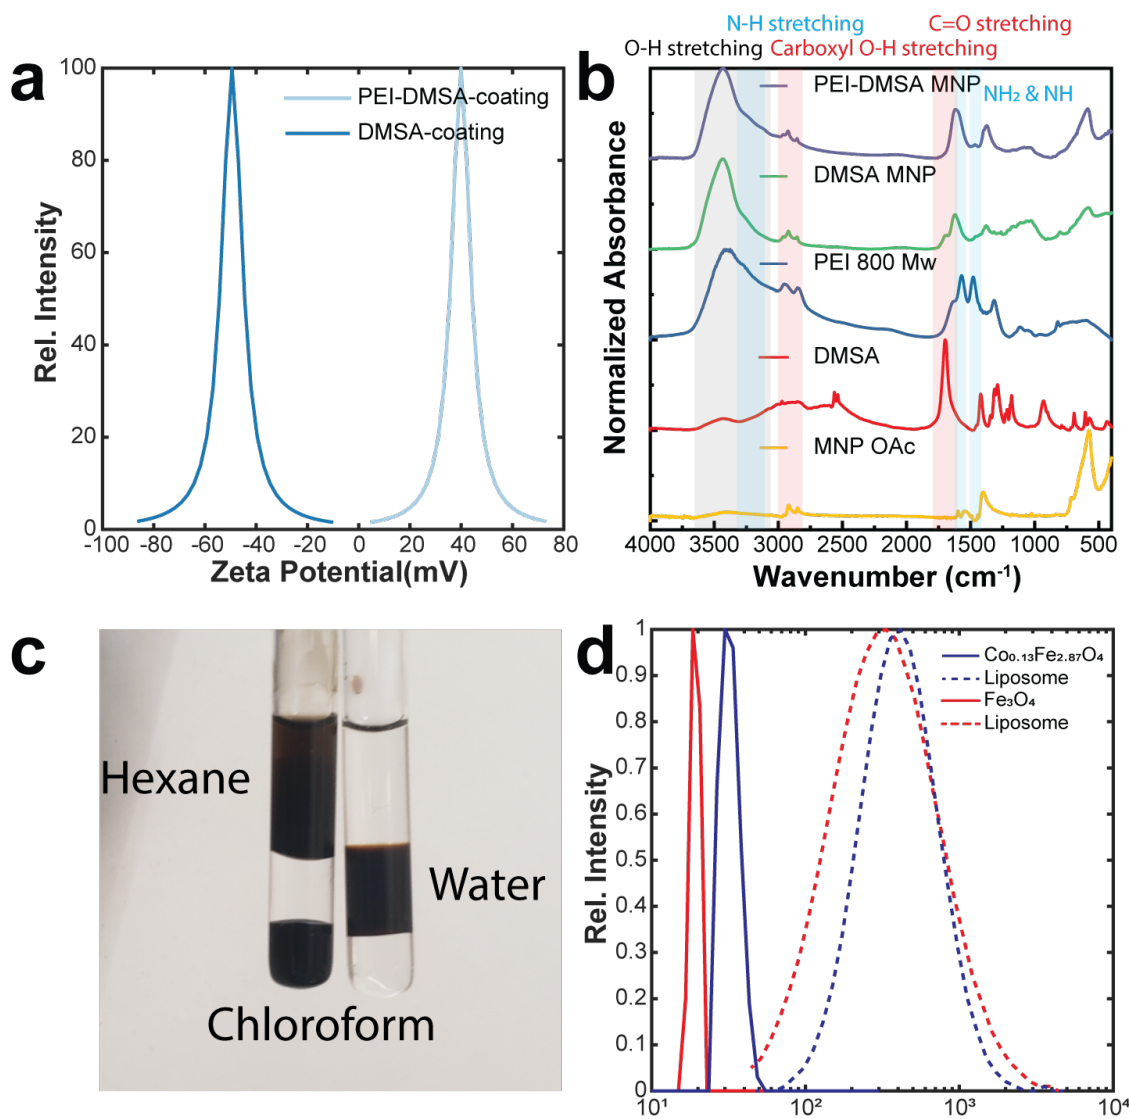 a
100
80
60
40
20
0
Rel. Intensity
PEI-DMSA-coating
DMSA-coating
-100 -80 -60 -40 -20 0 20 40 60 80
Zeta Potential(mV)
b
N-H stretching
C=O stretching
O-H stretching
Carboxyl O-H stretching
Normalized Absorbance
PEI-DMSA MNP
NH₂ & NH
DMSA MNP
PEI 800 Mw
DMSA
MNP OAc
4000 3500 3000 2500 2000 1500 1000 500
Wavenumber (cm⁻¹)
c
Hexane
Water
Chloroform
d
1
0.9
0.8
0.7
0.6
0.5
0.4
0.3
0.2
0.1
0
Rel. Intensity
Co₀.₁₃Fe₂.₈₇O₄
Liposome
Fe₃O₄
Liposome
10¹ 10² 10³ 10⁴